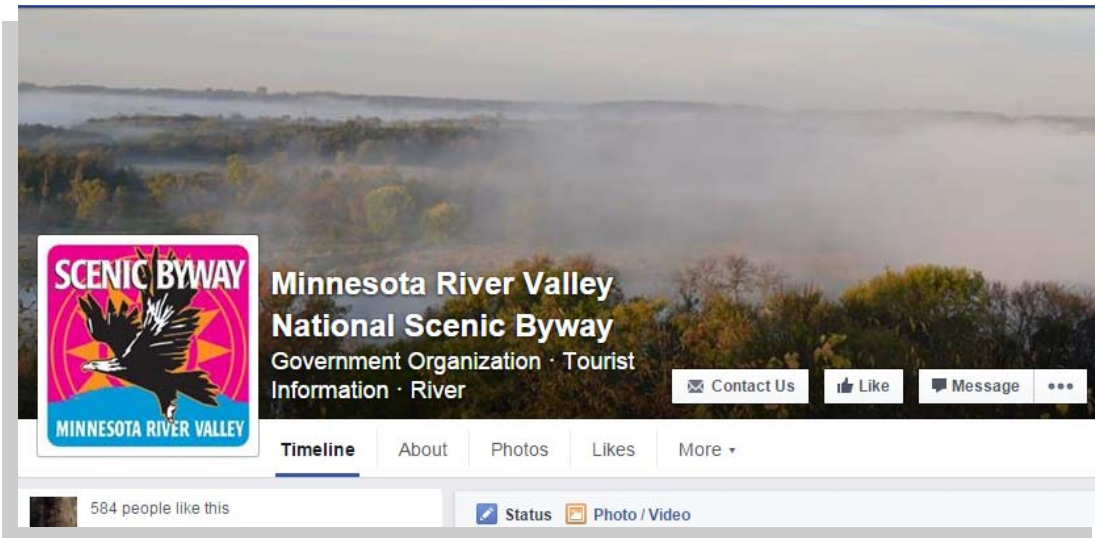 SCENIC BYWAY
MINNESOTA RIVER VALLEY
Minnesota River Valley
National Scenic Byway
Government Organization · Tourist
Information · River
Contact Us
Like
Message
Timeline
About
Photos
Likes
More
584 people like this
Status
Photo / Video